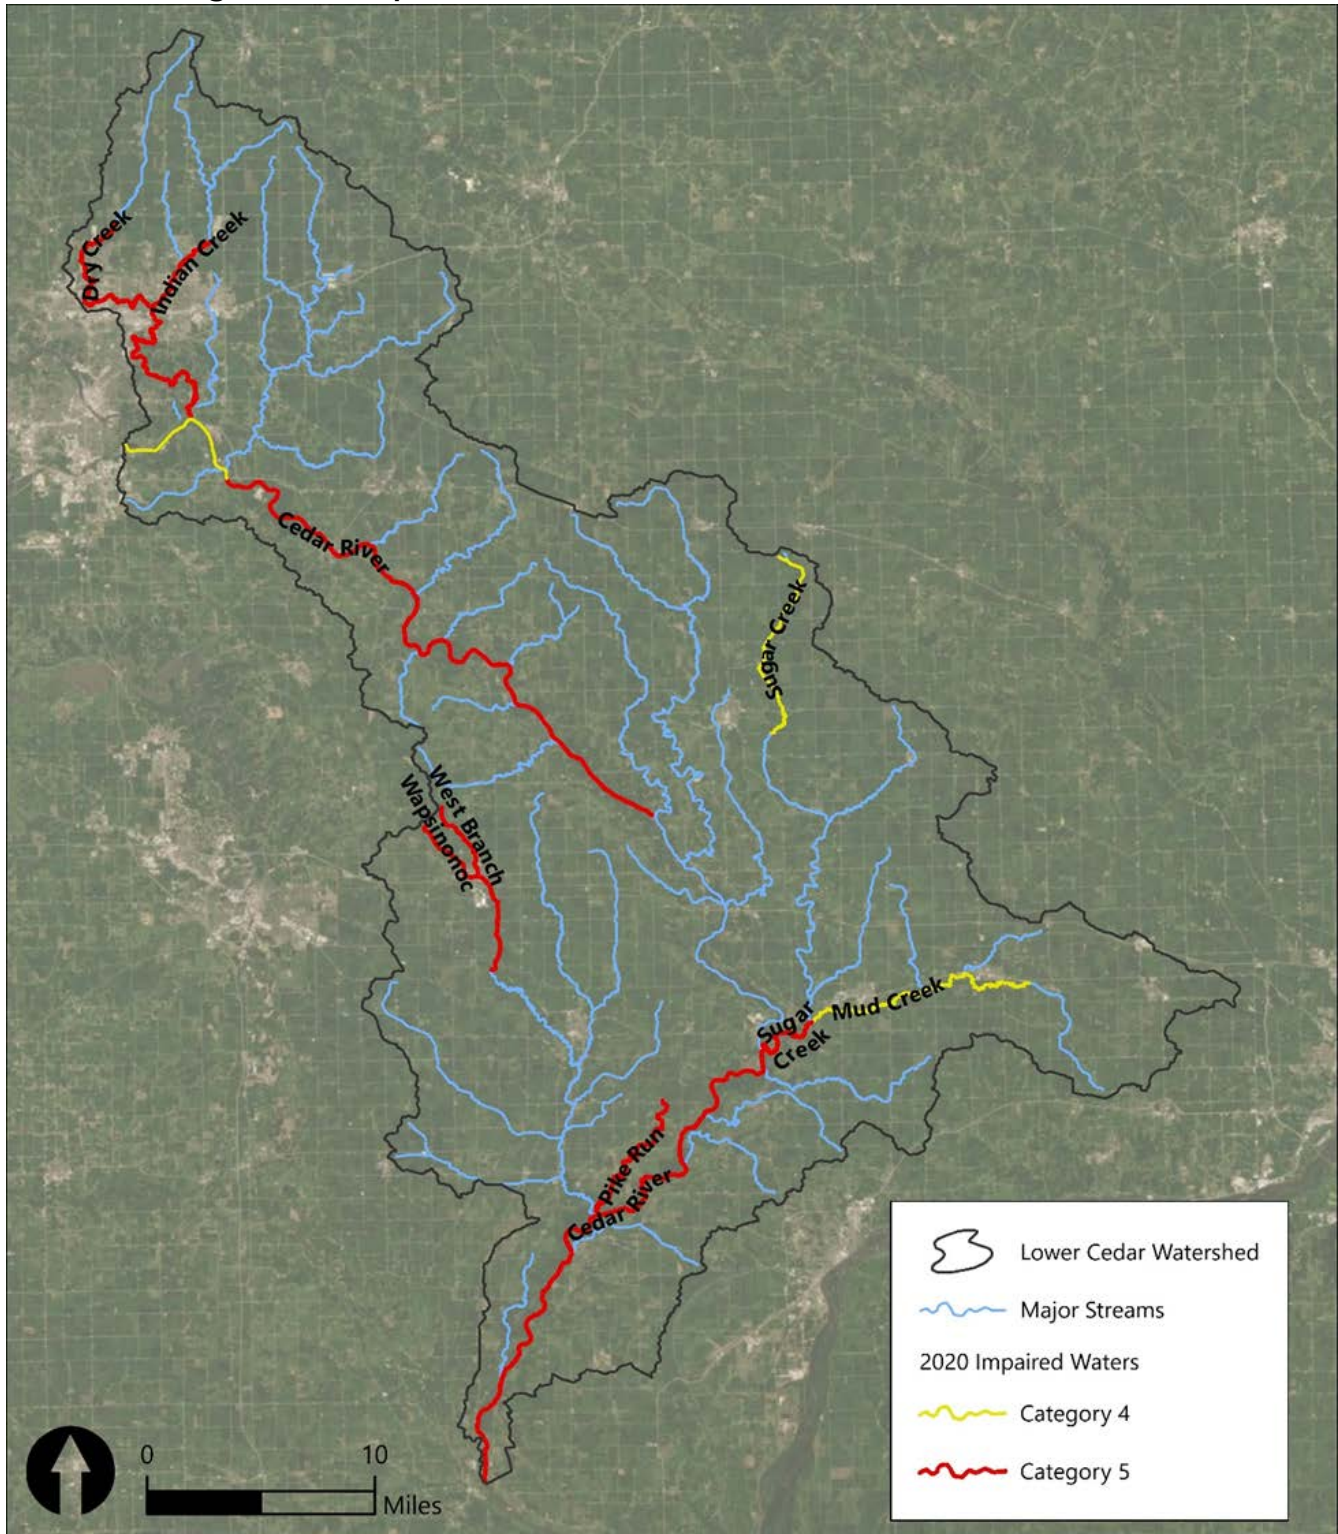 Dry Creek
Indian Creek
Cedar River
Sugar Creek
West Branch
Wapsinonoc
Mud Creek
Sugar
Creek
Pike Run
Cedar River
Lower Cedar Watershed
Major Streams
2020 Impaired Waters
Category 4
Category 5
0
10
Miles